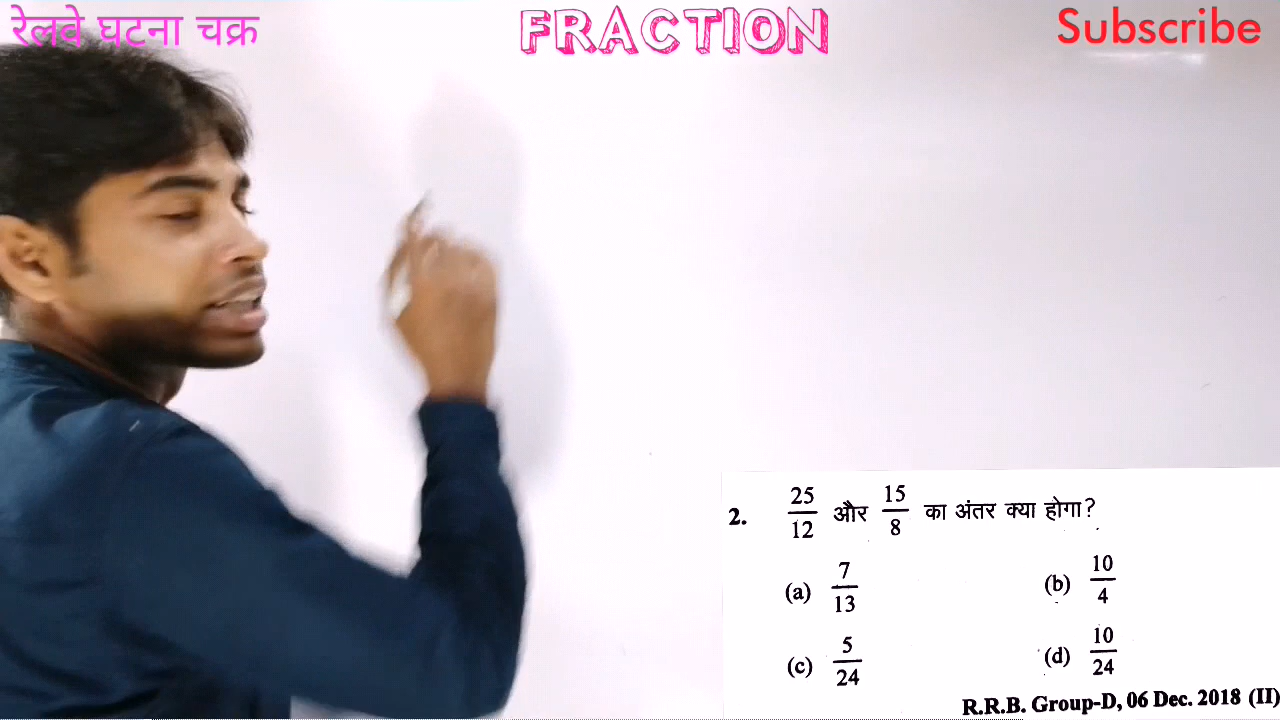 रेलवे घटना चक्र
FRACTION
Subscribe
2. 25/12 और 15/8 का अंतर क्या होगा?
(a) 7/13 (b) 10/4
(c) 5/24 (d) 10/24
R.R.B. Group-D, 06 Dec. 2018 (II)